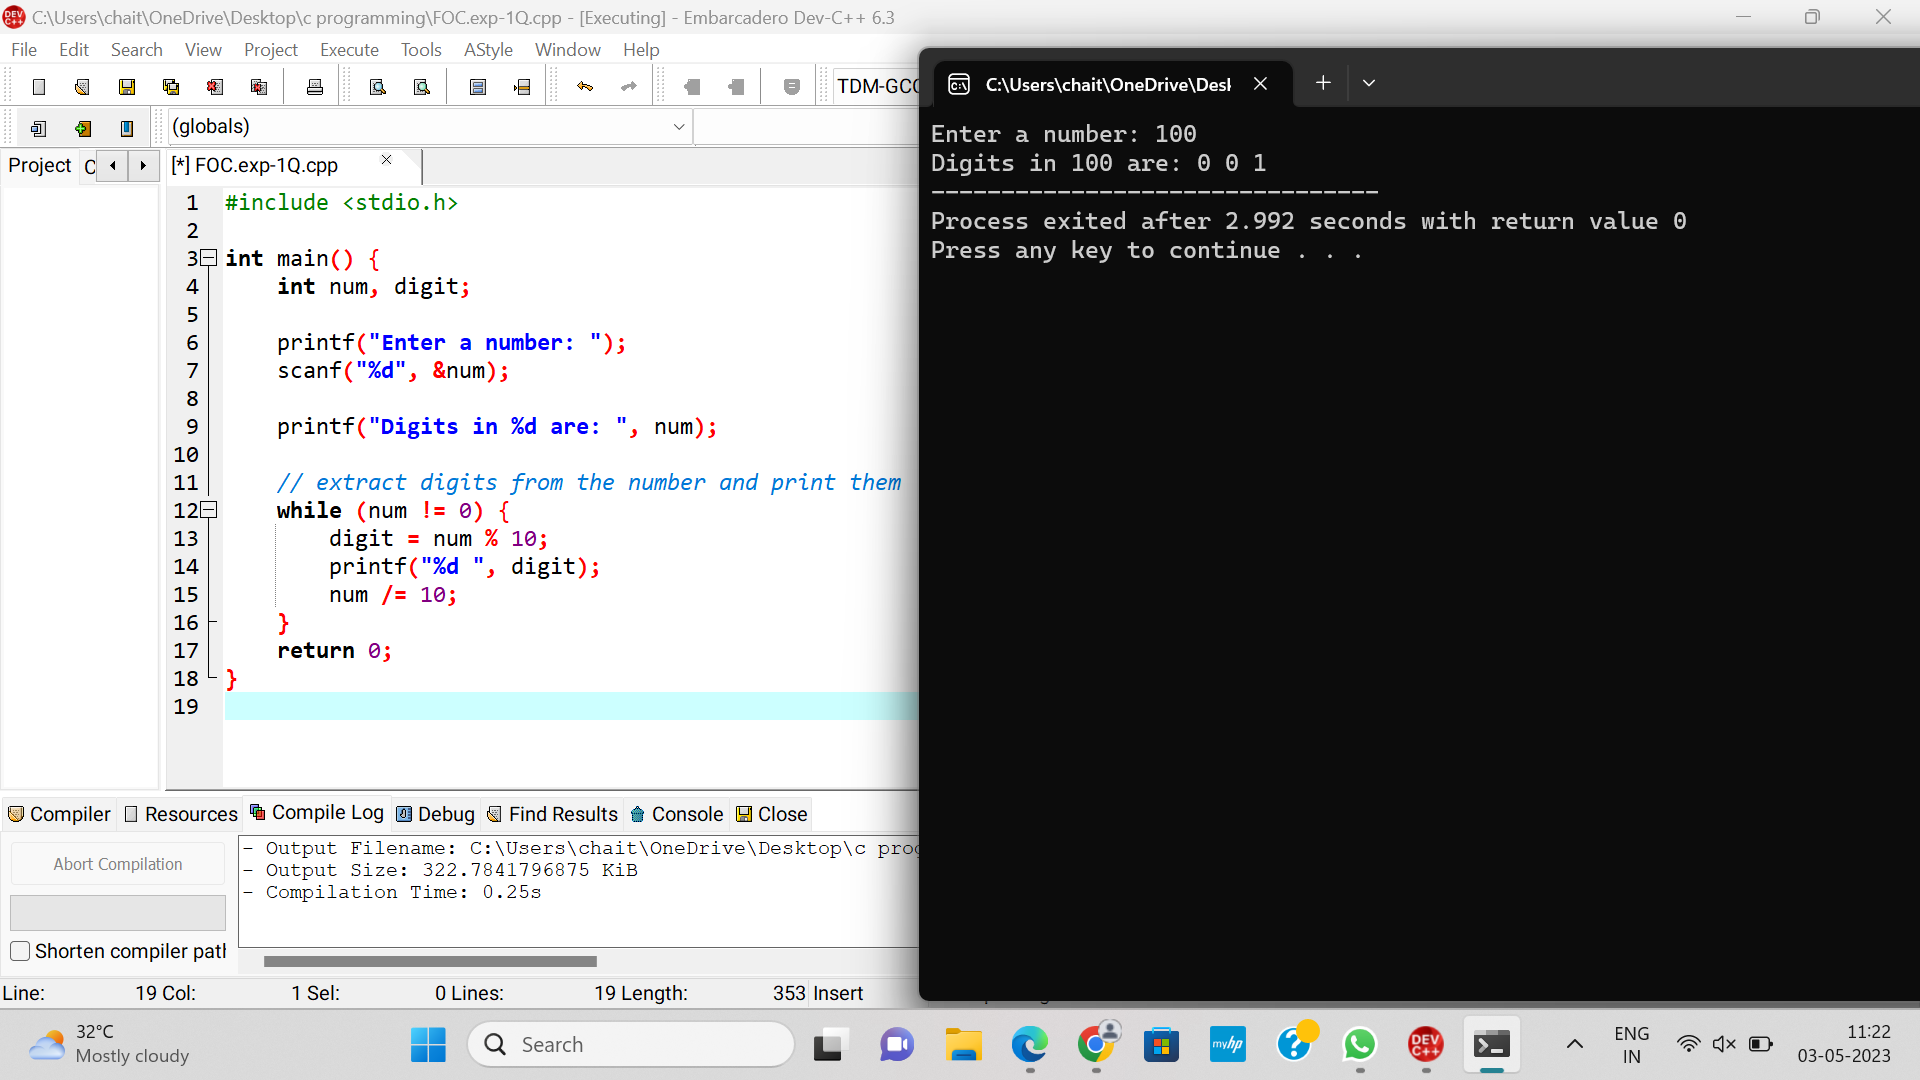 C:\Users\chait\OneDrive\Desktop\c programming\FOC.exp-1Q.cpp - [Executing] - Embarcadero Dev-C++ 6.3
File Edit Search View Project Execute Tools AStyle Window Help
TDM-GCC
(globals)
Project
[*] FOC.exp-1Q.cpp
1 #include <stdio.h>
2
3 int main() {
4 int num, digit;
5
6 printf("Enter a number: ");
7 scanf("%d", &num);
8
9 printf("Digits in %d are: ", num);
10
11 // extract digits from the number and print them
12 while (num != 0) {
13 digit = num % 10;
14 printf("%d ", digit);
15 num /= 10;
16 }
17 return 0;
18 }
19
C:\Users\chait\OneDrive\Desl
Enter a number: 100
Digits in 100 are: 0 0 1
--------------------------------
Process exited after 2.992 seconds with return value 0
Press any key to continue . . .
Compiler Resources Compile Log Debug Find Results Console Close
Abort Compilation
Shorten compiler path
- Output Filename: C:\Users\chait\OneDrive\Desktop\c prog
- Output Size: 322.7841796875 KiB
- Compilation Time: 0.25s
Line: 19 Col: 1 Sel: 0 Lines: 19 Length: 353 Insert
32°C
Mostly cloudy
Search
myhp
DEV C++
ENG
IN
11:22
03-05-2023